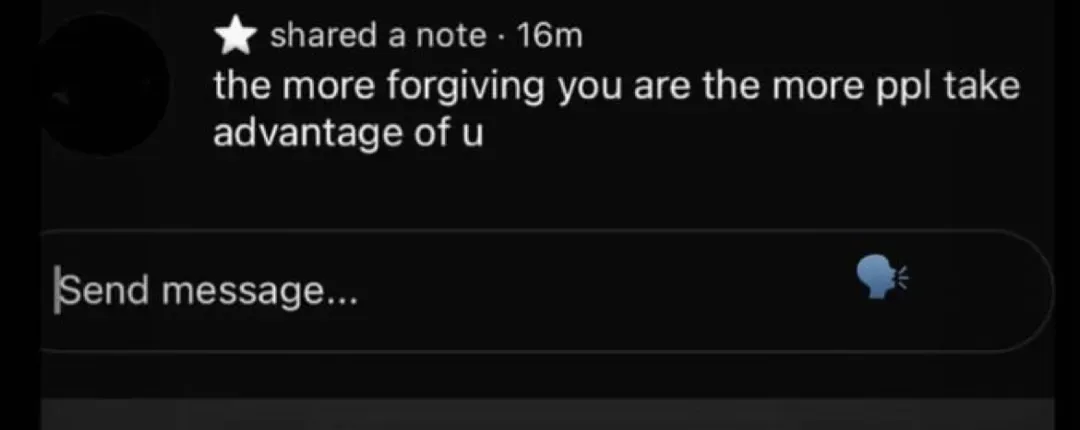 shared a note · 16m
the more forgiving you are the more ppl take
advantage of u
Send message...